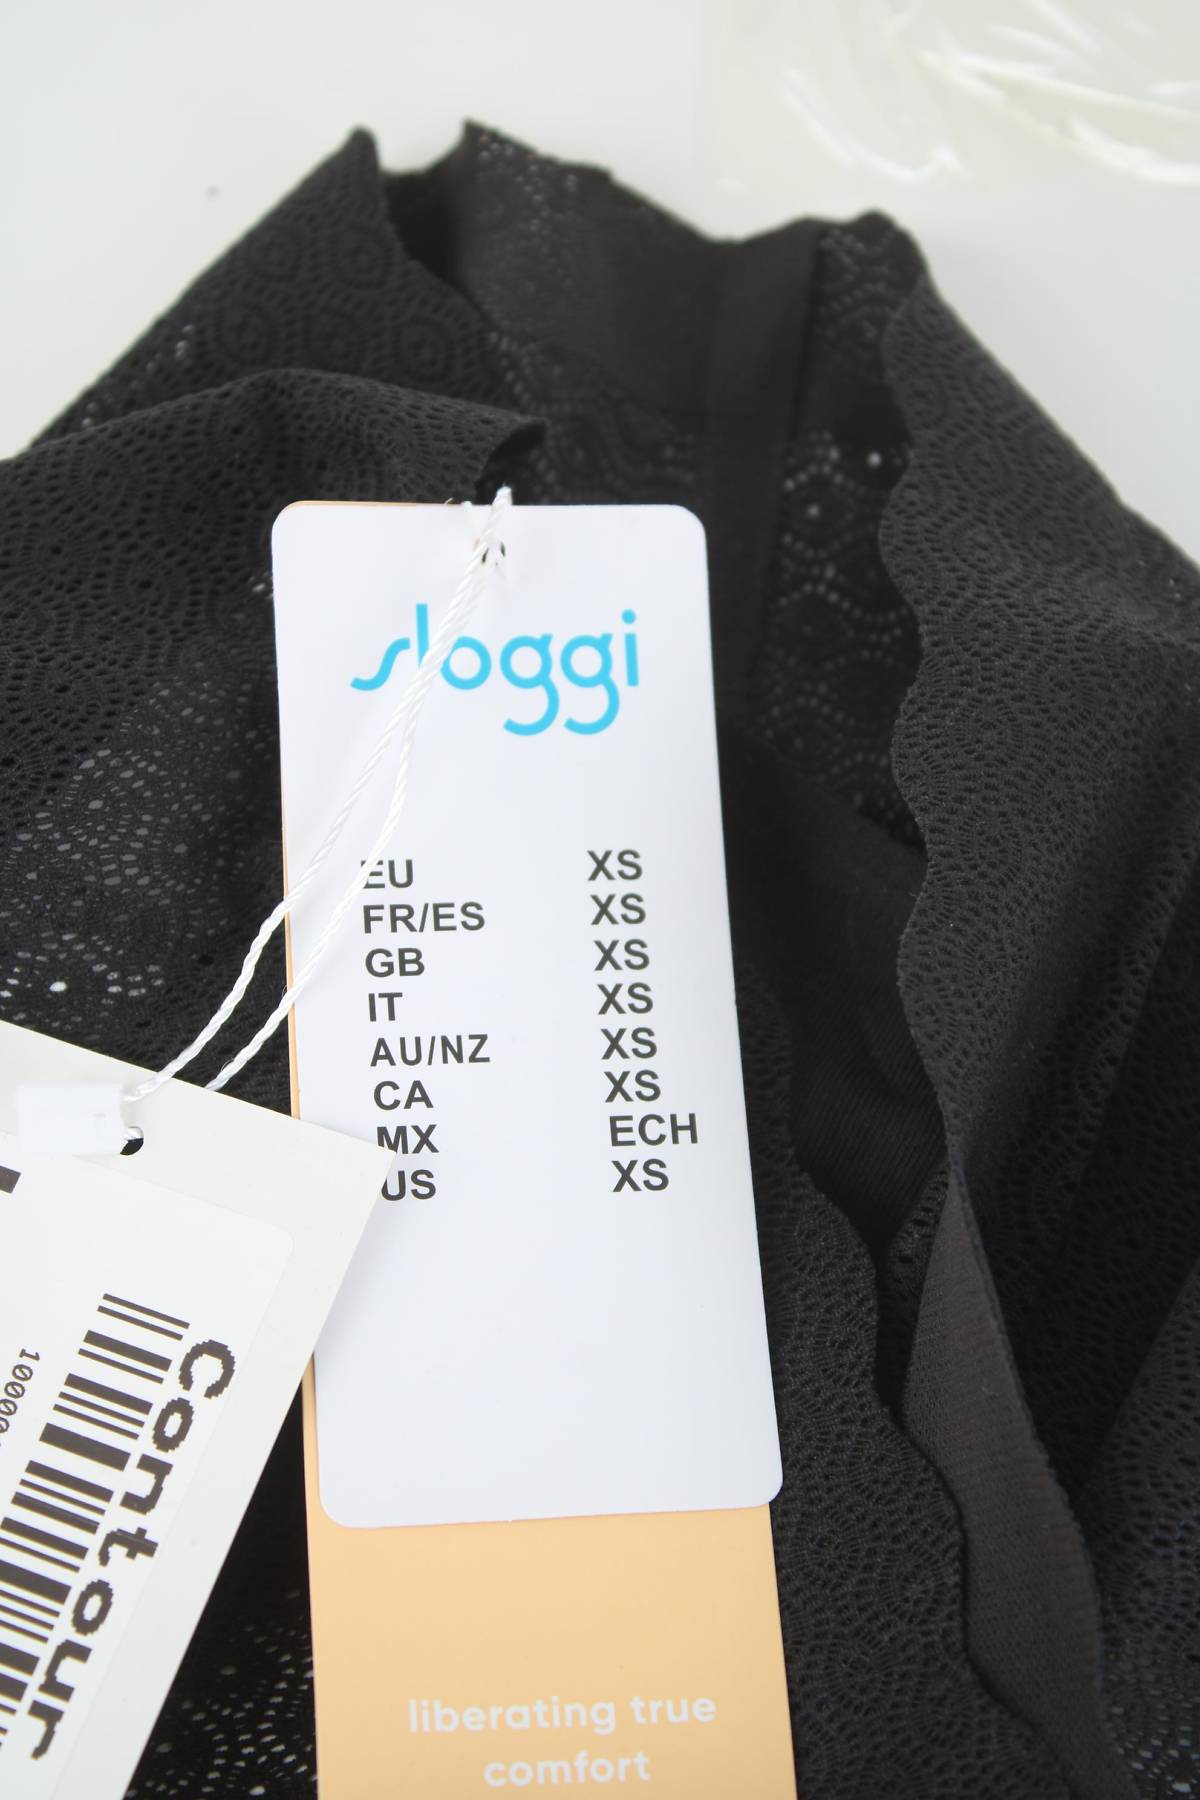 sloggi
EU XS
FR/ES XS
GB XS
IT XS
AU/NZ XS
CA XS
MX ECH
US XS
liberating true
comfort
Contour